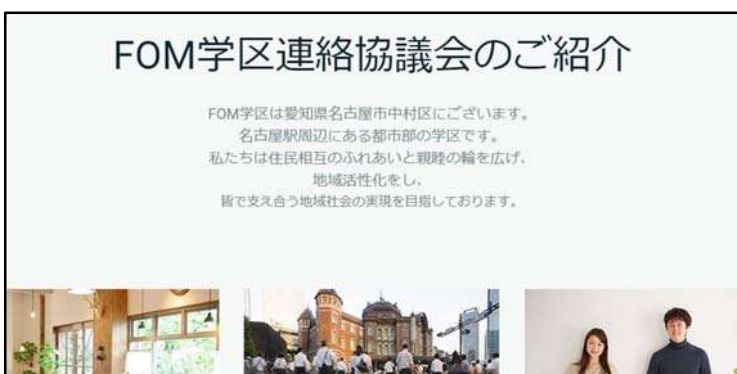 FOM学区連絡協議会のご紹介
FOM学区は愛知県名古屋市中村区にございます。
名古屋駅周辺にある都市部の学区です。
私たちは住民相互のふれあいと親睦の輪を広げ、
地域活性化をし、
皆で支え合う地域社会の実現を目指しております。